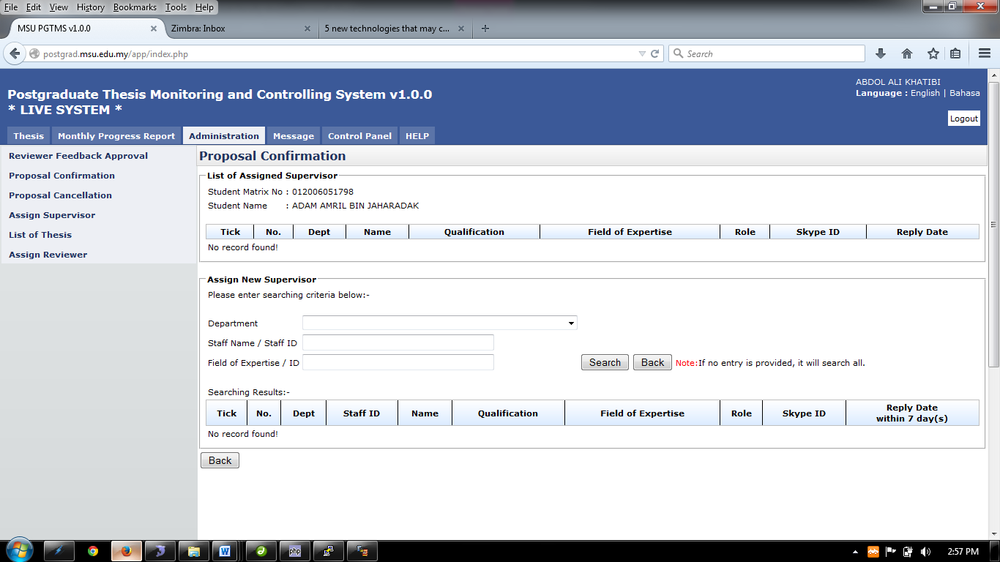 File Edit View History Bookmarks Tools Help
MSU PGTMS v1.0.0 Zimbra: Inbox 5 new technologies that may c...
postgrad.msu.edu.my/app/index.php Search
ABDOL ALI KHATIBI
Language : English | Bahasa
Postgraduate Thesis Monitoring and Controlling System v1.0.0
* LIVE SYSTEM *
Logout
Thesis Monthly Progress Report Administration Message Control Panel HELP
Reviewer Feedback Approval
Proposal Confirmation
Proposal Cancellation
Assign Supervisor
List of Thesis
Assign Reviewer
Proposal Confirmation
List of Assigned Supervisor
Student Matrix No : 012006051798
Student Name : ADAM AMRIL BIN JAHARADAK
Tick No. Dept Name Qualification Field of Expertise Role Skype ID Reply Date
No record found!
Assign New Supervisor
Please enter searching criteria below:-
Department
Staff Name / Staff ID
Field of Expertise / ID Search Back Note:If no entry is provided, it will search all.
Searching Results:-
Tick No. Dept Staff ID Name Qualification Field of Expertise Role Skype ID Reply Date
within 7 day(s)
No record found!
Back
php 2:57 PM